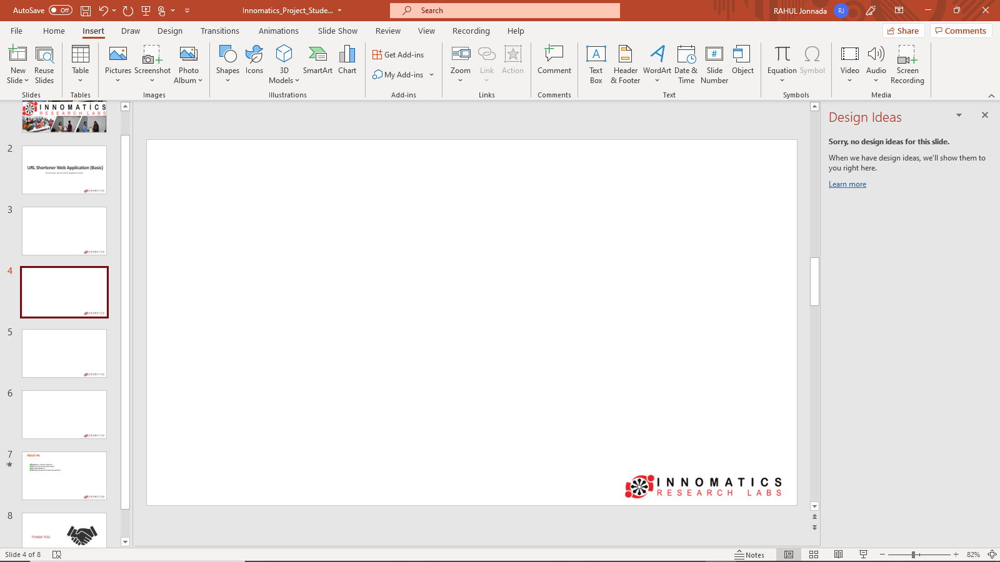 AutoSave Off
Innomatics_Project_Stude...
Search
RAHUL Jonnada RJ
File Home Insert Draw Design Transitions Animations Slide Show Review View Recording Help
Share Comments
New Slide
Reuse Slides
Table
Pictures
Screenshot
Photo Album
Shapes
Icons
3D Models
SmartArt
Chart
Get Add-ins
My Add-ins
Zoom
Link
Action
Comment
Text Box
Header & Footer
WordArt
Date & Time
Slide Number
Object
Equation
Symbol
Video
Audio
Screen Recording
Slides Tables Images Illustrations Add-ins Links Comments Text Symbols Media
INNOMATICS
RESEARCH LABS
2
URL Shortener Web Application (Basic)
3
4
5
6
7
About me
8
THANK YOU
INNOMATICS
RESEARCH LABS
Design Ideas
Sorry, no design ideas for this slide.
When we have design ideas, we'll show them to
you right here.
Learn more
Slide 4 of 8
Notes
82%